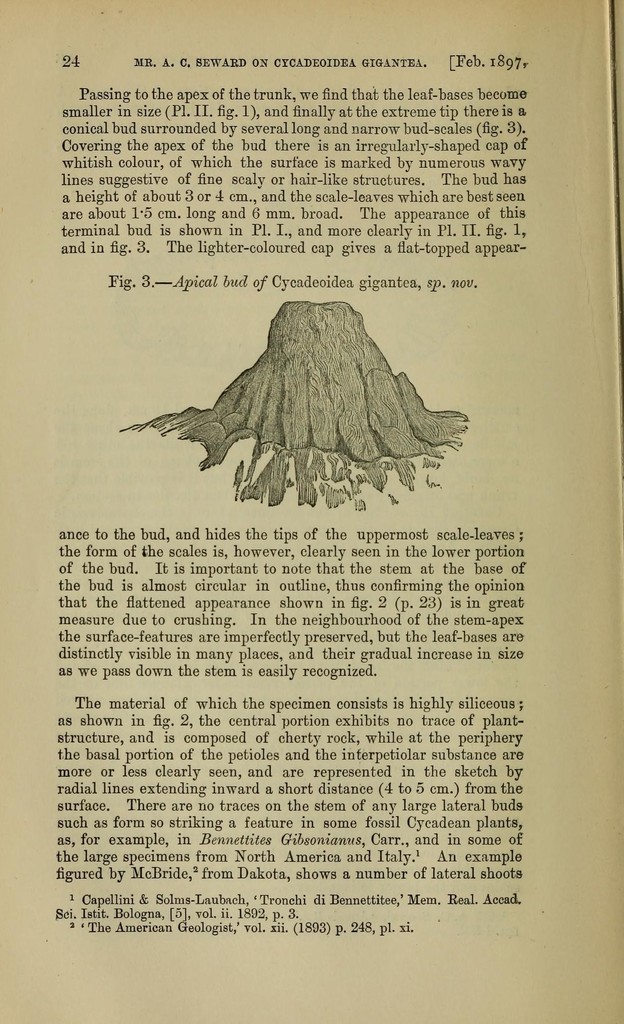 24 MR. A. C. SEWARD ON CYCADEOIDEA GIGANTEA. [Feb. 1897,
Passing to the apex of the trunk, we find that the leaf-bases become
smaller in size (Pl. II. fig. 1), and finally at the extreme tip there is a
conical bud surrounded by several long and narrow bud-scales (fig. 3).
Covering the apex of the bud there is an irregularly-shaped cap of
whitish colour, of which the surface is marked by numerous wavy
lines suggestive of fine scaly or hair-like structures. The bud has
a height of about 3 or 4 cm., and the scale-leaves which are best seen
are about 1·5 cm. long and 6 mm. broad. The appearance of this
terminal bud is shown in Pl. I., and more clearly in Pl. II. fig. 1,
and in fig. 3. The lighter-coloured cap gives a flat-topped appear-
Fig. 3.—Apical bud of Cycadeoidea gigantea, sp. nov.
ance to the bud, and hides the tips of the uppermost scale-leaves;
the form of the scales is, however, clearly seen in the lower portion
of the bud. It is important to note that the stem at the base of
the bud is almost circular in outline, thus confirming the opinion
that the flattened appearance shown in fig. 2 (p. 23) is in great
measure due to crushing. In the neighbourhood of the stem-apex
the surface-features are imperfectly preserved, but the leaf-bases are
distinctly visible in many places, and their gradual increase in size
as we pass down the stem is easily recognized.
The material of which the specimen consists is highly siliceous;
as shown in fig. 2, the central portion exhibits no trace of plant-
structure, and is composed of cherty rock, while at the periphery
the basal portion of the petioles and the interpetiolar substance are
more or less clearly seen, and are represented in the sketch by
radial lines extending inward a short distance (4 to 5 cm.) from the
surface. There are no traces on the stem of any large lateral buds
such as form so striking a feature in some fossil Cycadean plants,
as, for example, in Bennettites Gibsonianus, Carr., and in some of
the large specimens from North America and Italy.¹ An example
figured by McBride,² from Dakota, shows a number of lateral shoots
¹ Capellini & Solms-Laubach, ‘Tronchi di Bennettitee,’ Mem. Real. Accad.
Sci. Istit. Bologna, [5], vol. ii. 1892, p. 3.
² ‘The American Geologist,’ vol. xii. (1893) p. 248, pl. xi.